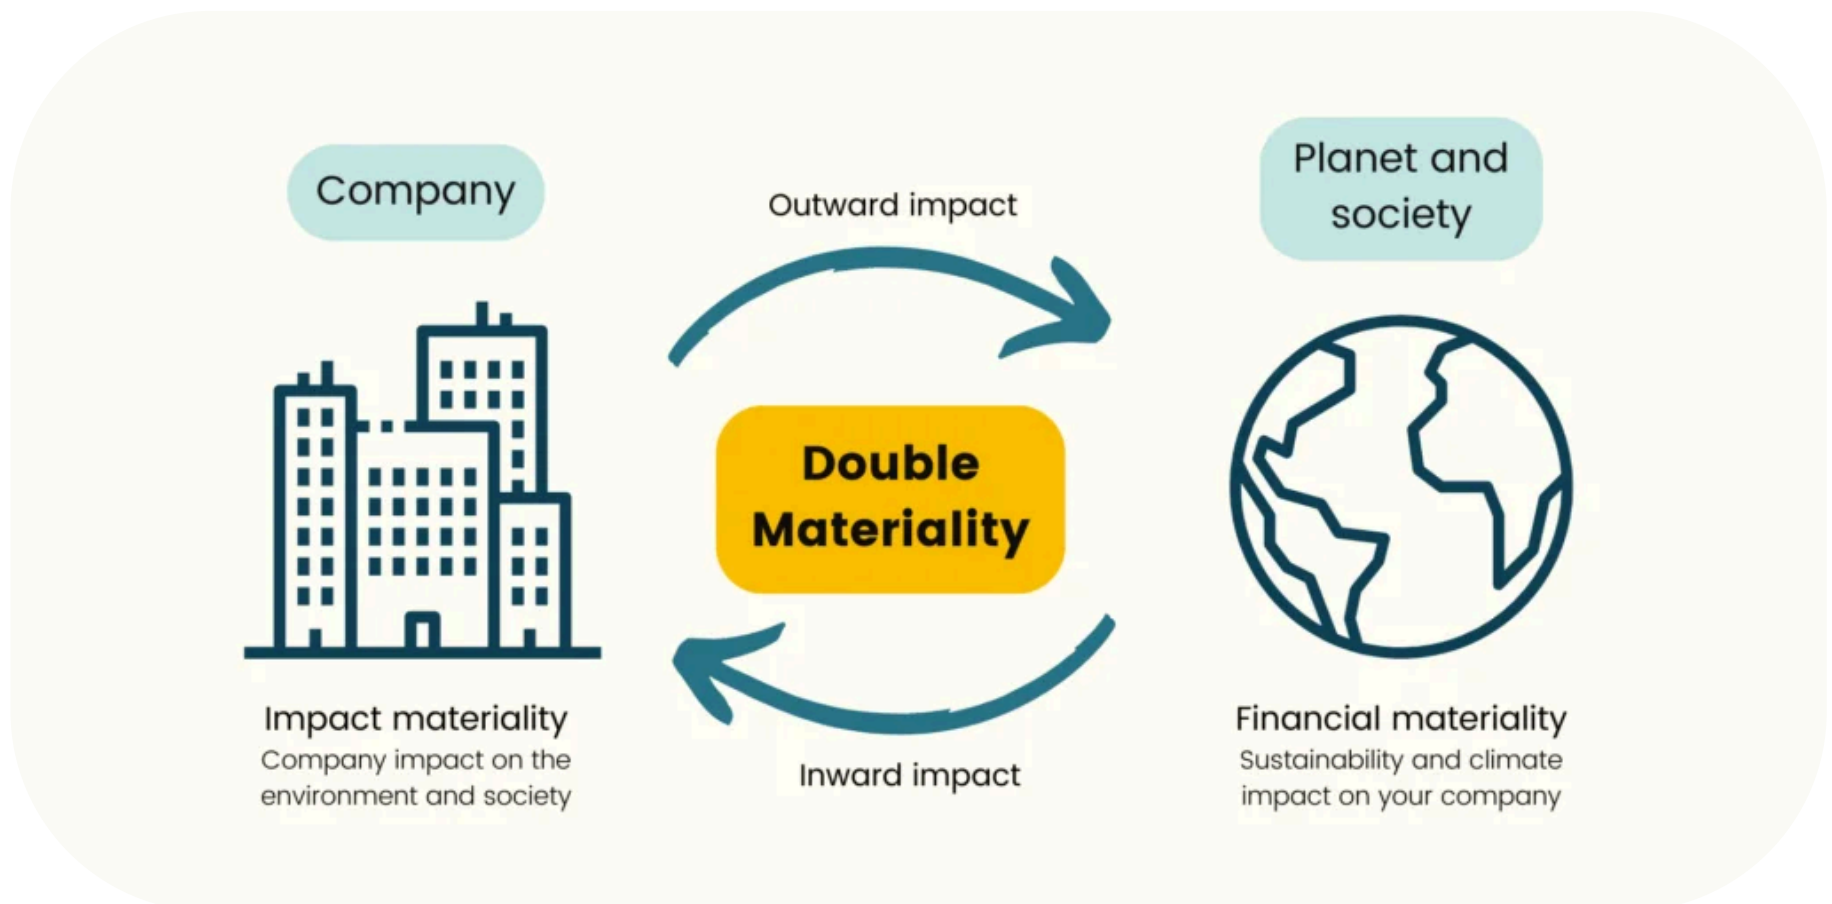 Company
Outward impact
Planet and
society
Double
Materiality
Inward impact
Impact materiality
Company impact on the
environment and society
Financial materiality
Sustainability and climate
impact on your company